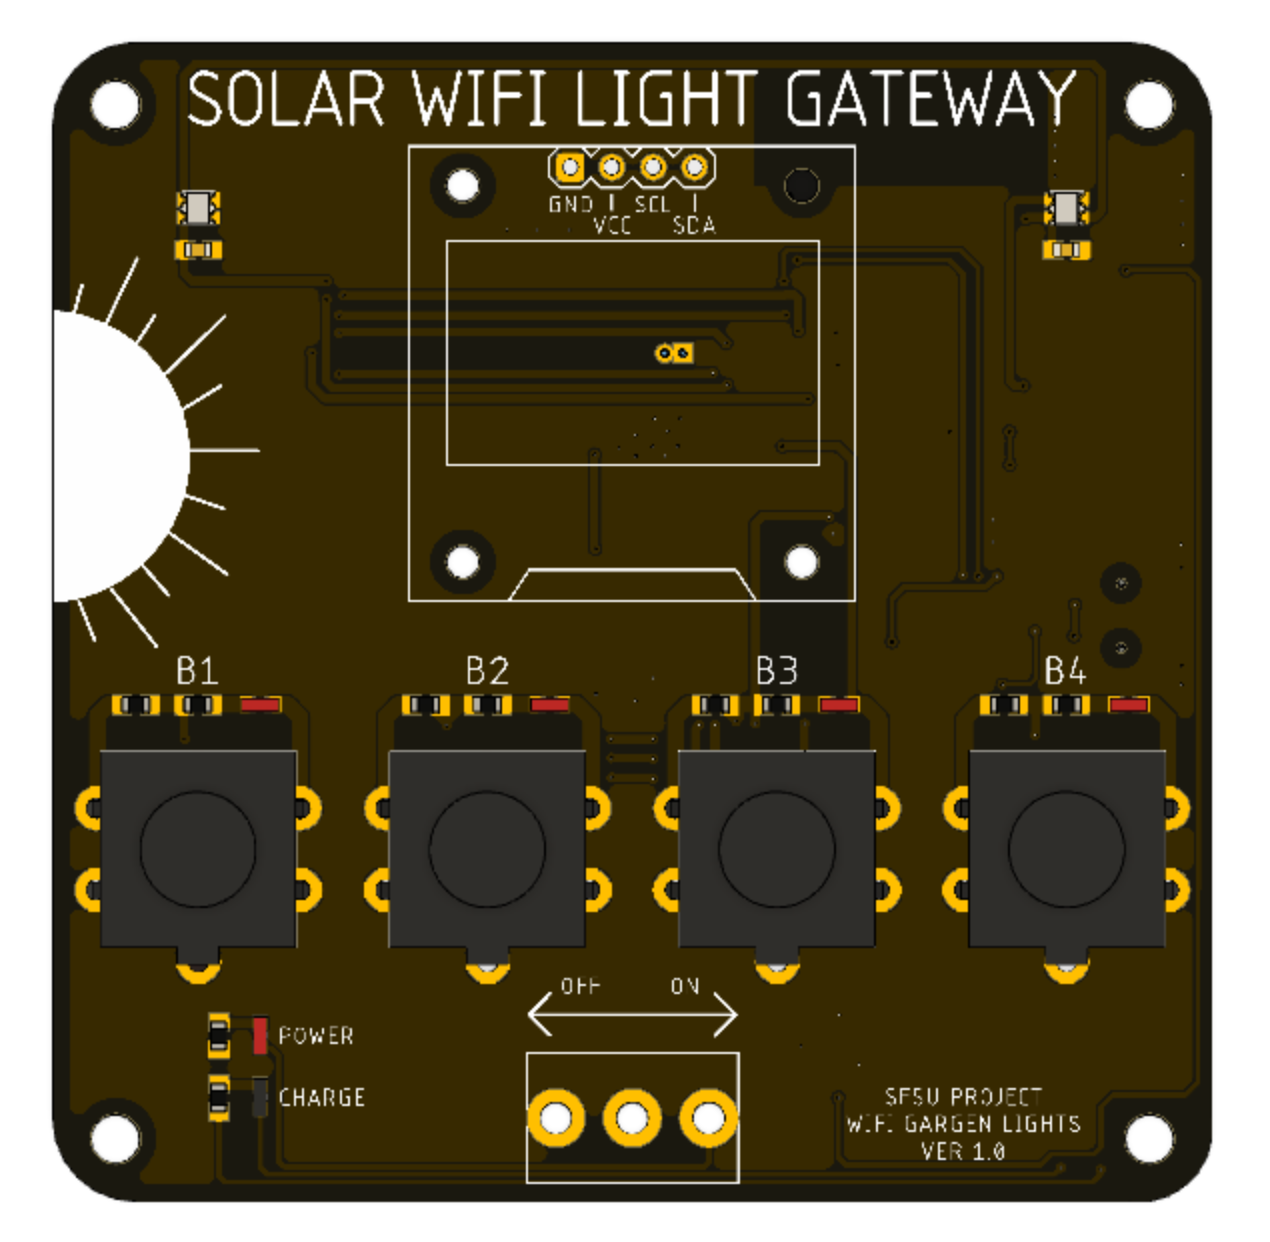 SOLAR WIFI LIGHT GATEWAY
GND SCL
VCC SDA
B1 B2 B3 B4
OFF ON
POWER
CHARGE
SFSU PROJECT
WIFI GARGEN LIGHTS
VER 1.0